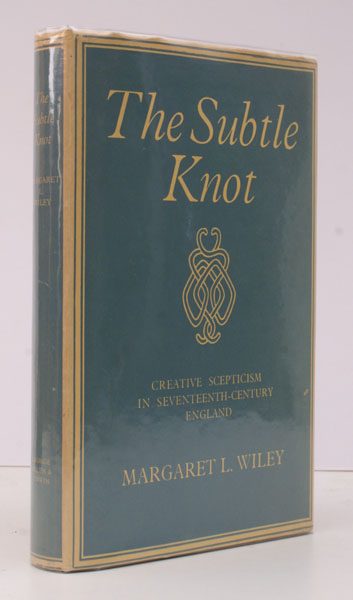 The Subtle
Knot
CREATIVE SCEPTICISM
IN SEVENTEENTH-CENTURY
ENGLAND
MARGARET L. WILEY
The
Subtle
Knot
MARGARET
L.
WILEY